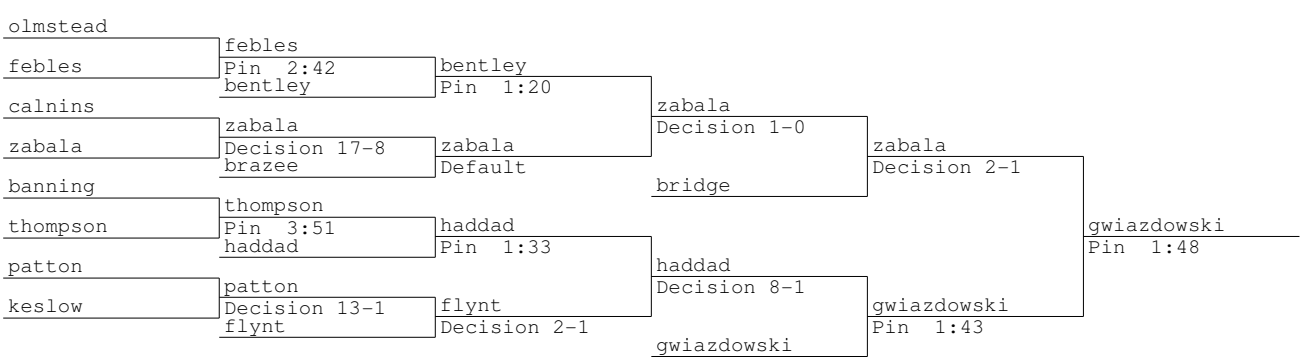 olmstead
febles
febles
Pin 2:42
bentley
bentley
Pin 1:20
calnins
zabala
zabala
Decision 17-8
brazee
zabala
Default
zabala
Decision 1-0
bridge
zabala
Decision 2-1
banning
thompson
thompson
Pin 3:51
haddad
haddad
Pin 1:33
patton
keslow
patton
Decision 13-1
flynt
flynt
Decision 2-1
haddad
Decision 8-1
gwiazdowski
gwiazdowski
Pin 1:43
gwiazdowski
Pin 1:48